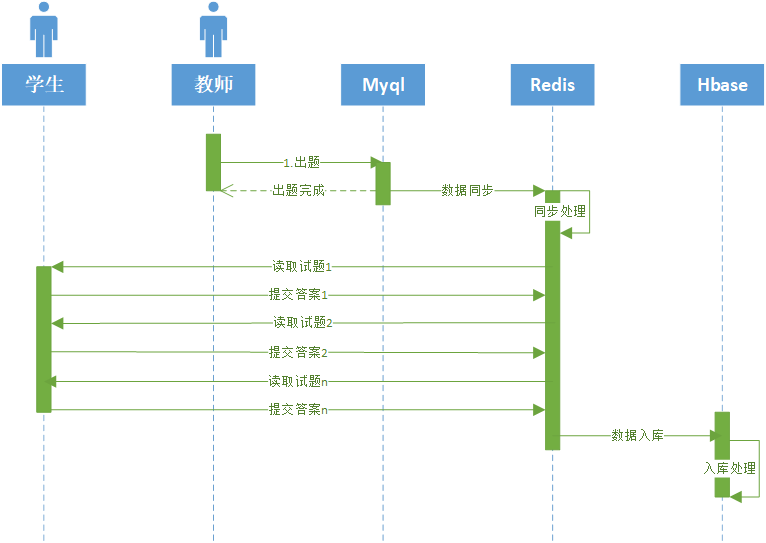 学生
教师
Myql
Redis
Hbase
1.出题
出题完成
数据同步
同步处理
读取试题1
提交答案1
读取试题2
提交答案2
读取试题n
提交答案n
数据入库
入库处理